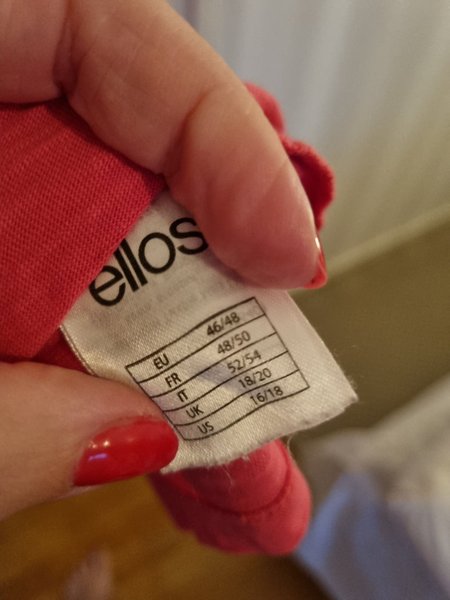 ellos
EU 46/48
FR 48/50
IT 52/54
UK 18/20
US 16/18